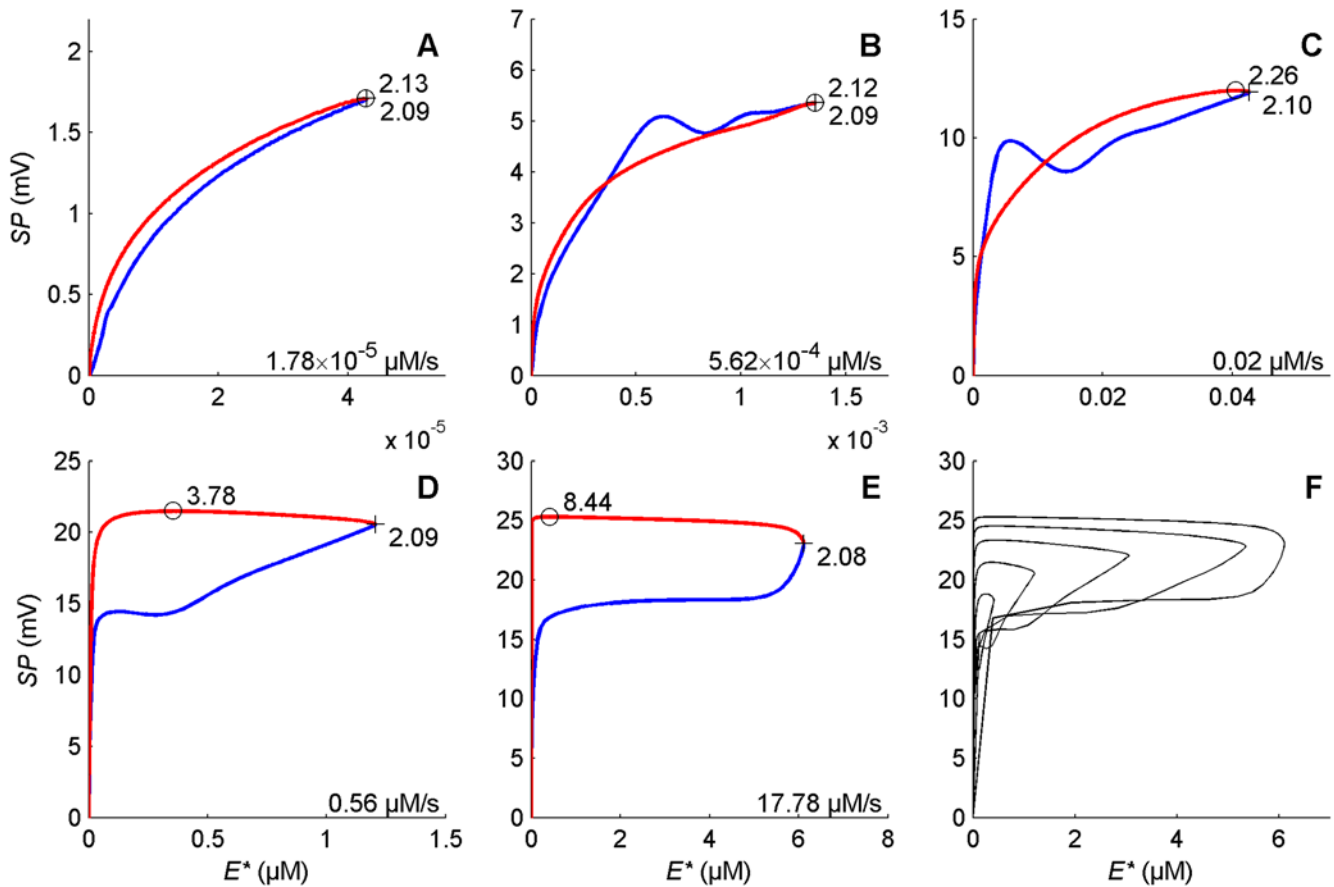 A
2
1.5
1
0.5
0
SP (mV)
2.13
2.09
1.78×10⁻⁵ µM/s
0 2 4
x 10⁻⁵
B
7
6
5
4
3
2
1
0
2.12
2.09
5.62×10⁻⁴ µM/s
0 0.5 1 1.5
x 10⁻³
C
15
10
5
0
2.26
2.10
0.02 µM/s
0 0.02 0.04
D
25
20
15
10
5
0
SP (mV)
3.78
2.09
0.56 µM/s
0 0.5 1 1.5
E* (µM)
E
30
25
20
15
10
5
0
8.44
2.08
17.78 µM/s
0 2 4 6 8
E* (µM)
F
30
25
20
15
10
5
0
0 2 4 6
E* (µM)